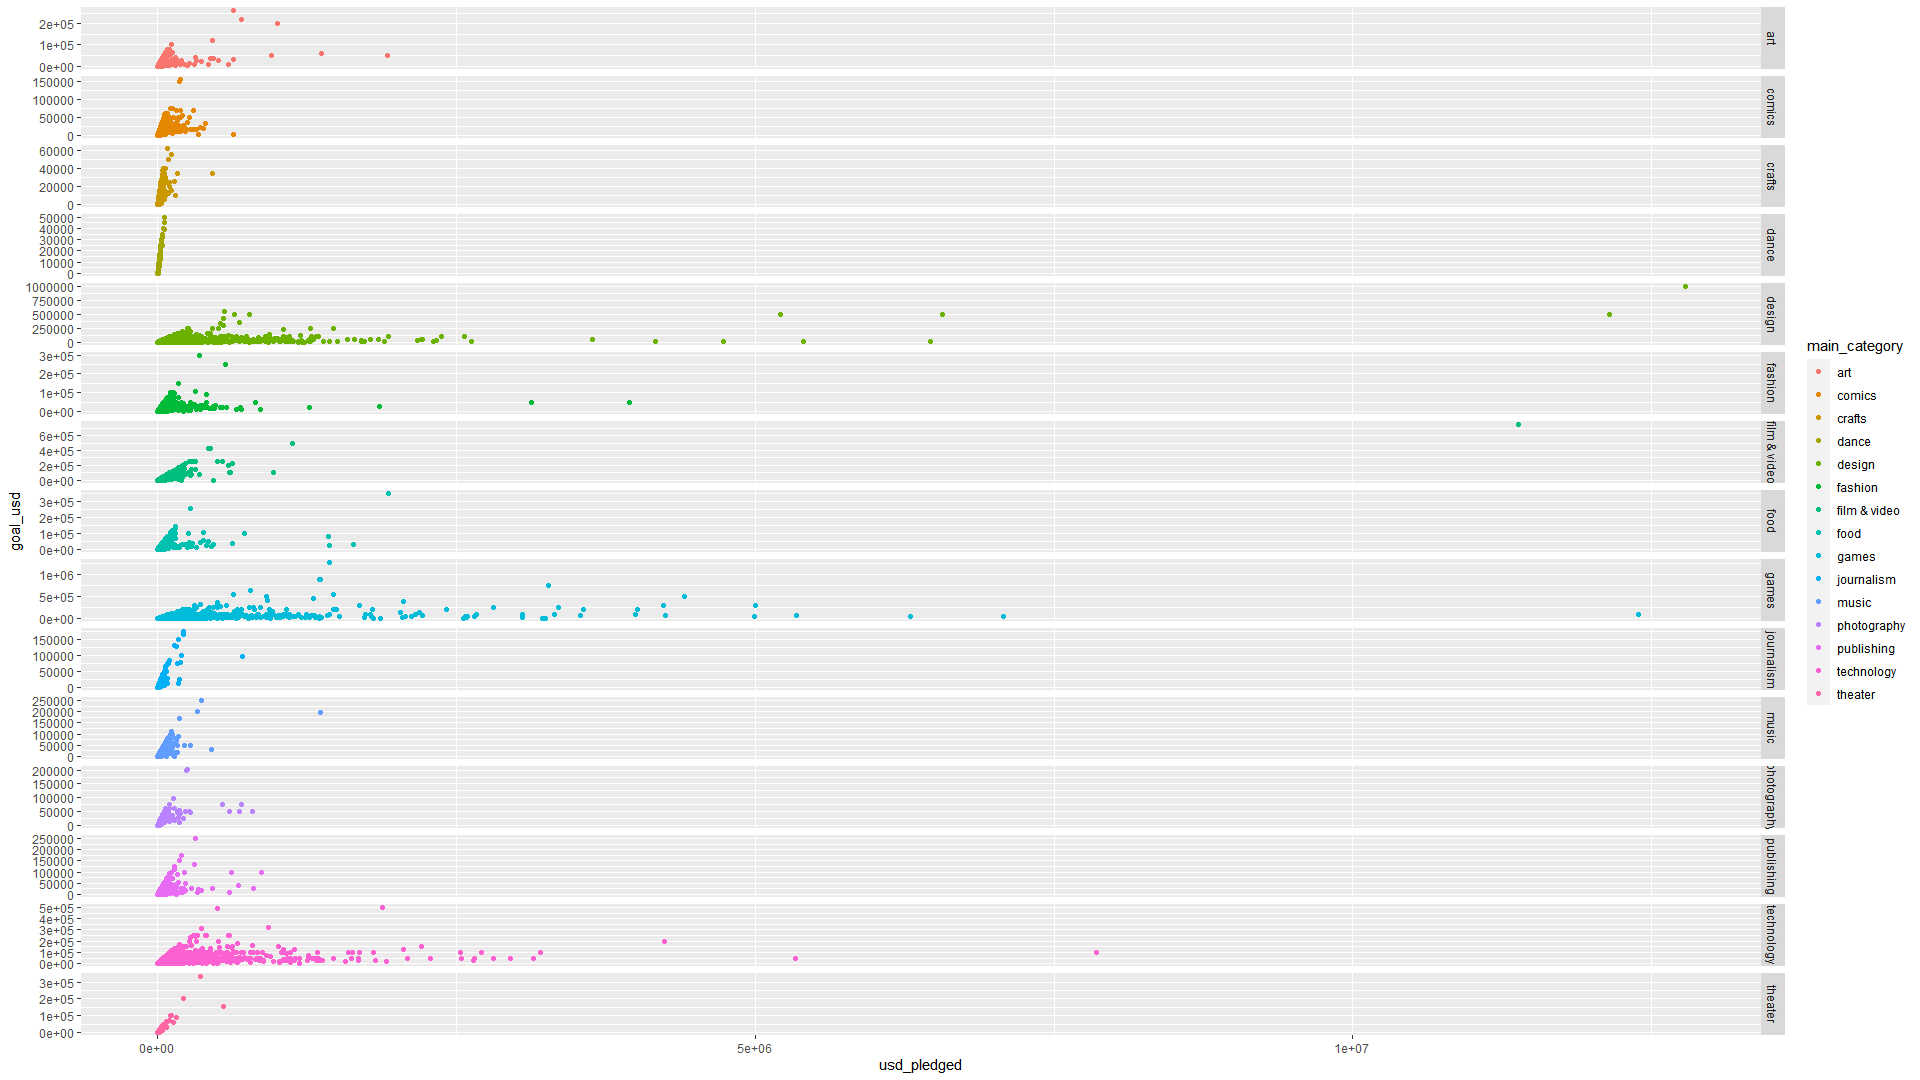 2e+05
1e+05
0e+00
art
150000
100000
50000
0
comics
60000
40000
20000
0
crafts
50000
40000
30000
20000
10000
0
dance
1000000
750000
500000
250000
0
design
3e+05
2e+05
1e+05
0e+00
fashion
6e+05
4e+05
2e+05
0e+00
film & video
3e+05
2e+05
1e+05
0e+00
food
1e+06
5e+05
0e+00
games
150000
100000
50000
0
journalism
250000
200000
150000
100000
50000
0
music
200000
150000
100000
50000
0
photography
250000
200000
150000
100000
50000
0
publishing
5e+05
4e+05
3e+05
2e+05
1e+05
0e+00
technology
3e+05
2e+05
1e+05
0e+00
theater
goal_usd
0e+00
5e+06
1e+07
usd_pledged
main_category
art
comics
crafts
dance
design
fashion
film & video
food
games
journalism
music
photography
publishing
technology
theater